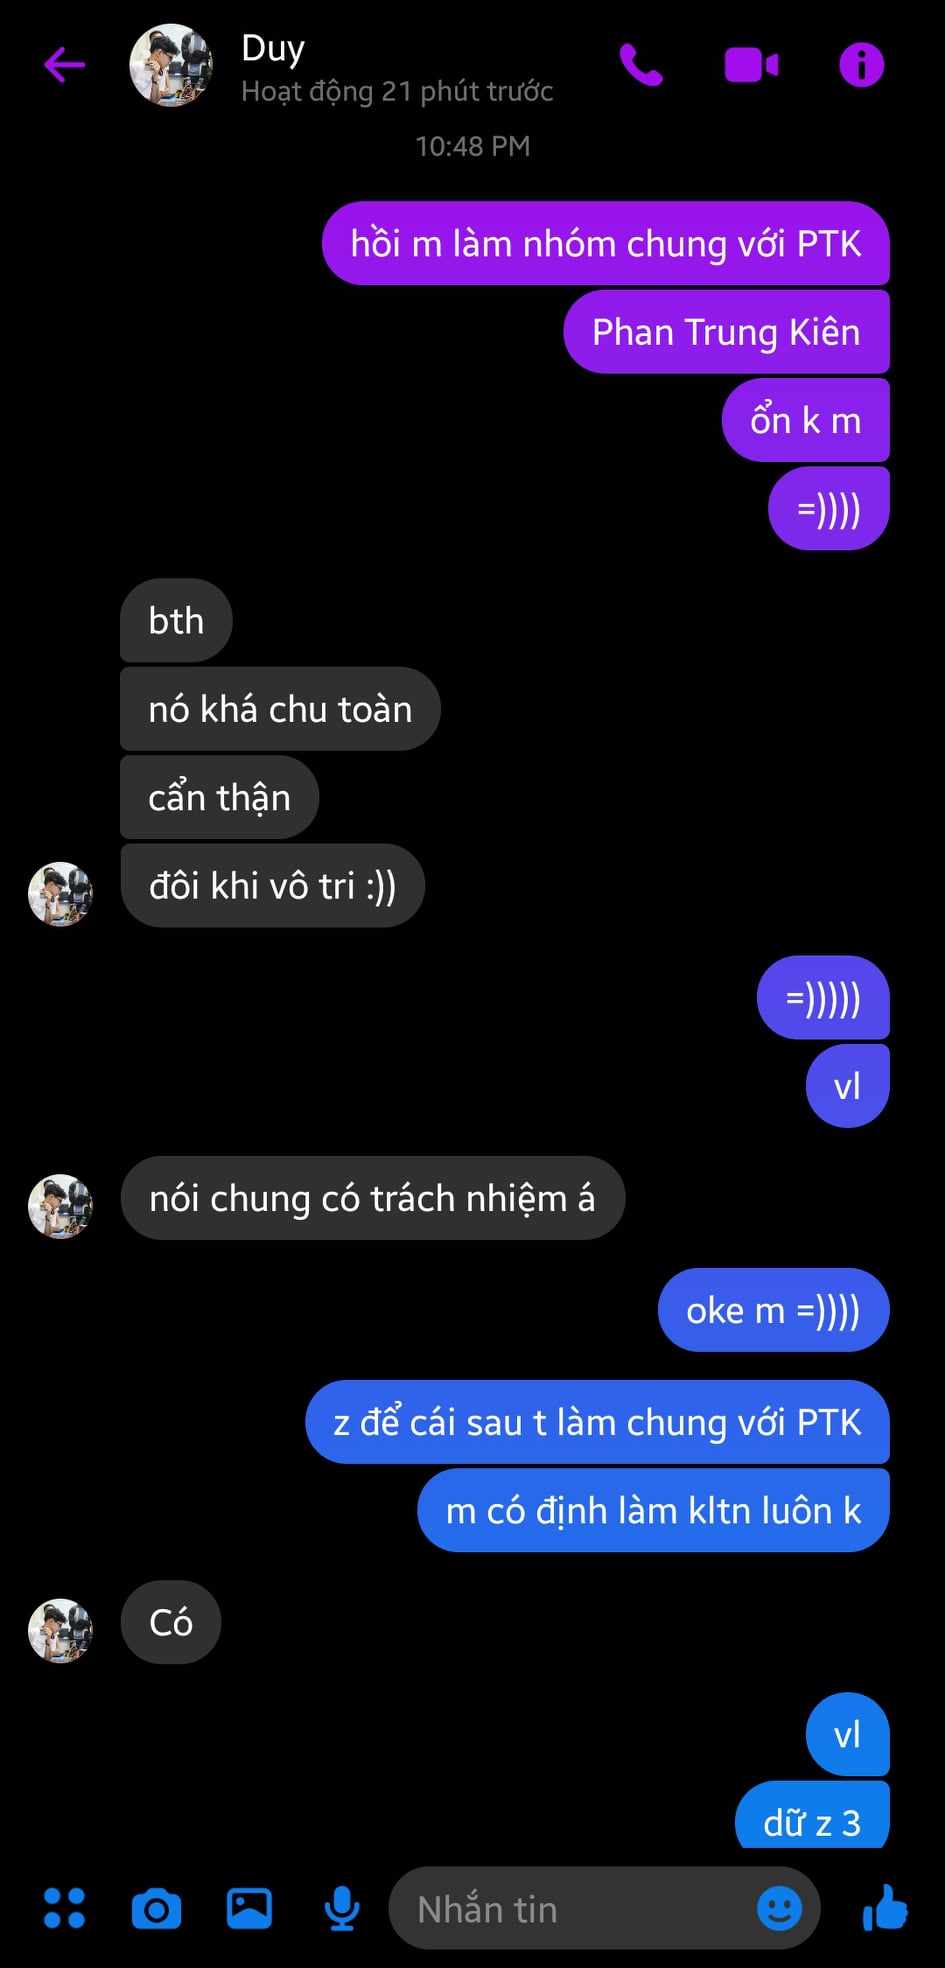 Duy
Hoạt động 21 phút trước
10:48 PM
hồi m làm nhóm chung với PTK
Phan Trung Kiên
ổn k m
=))))
bth
nó khá chu toàn
cẩn thận
đôi khi vô tri :))
=)))))
vl
nói chung có trách nhiệm á
oke m =))))
z để cái sau t làm chung với PTK
m có định làm kltn luôn k
Có
vl
dữ z 3
Nhắn tin